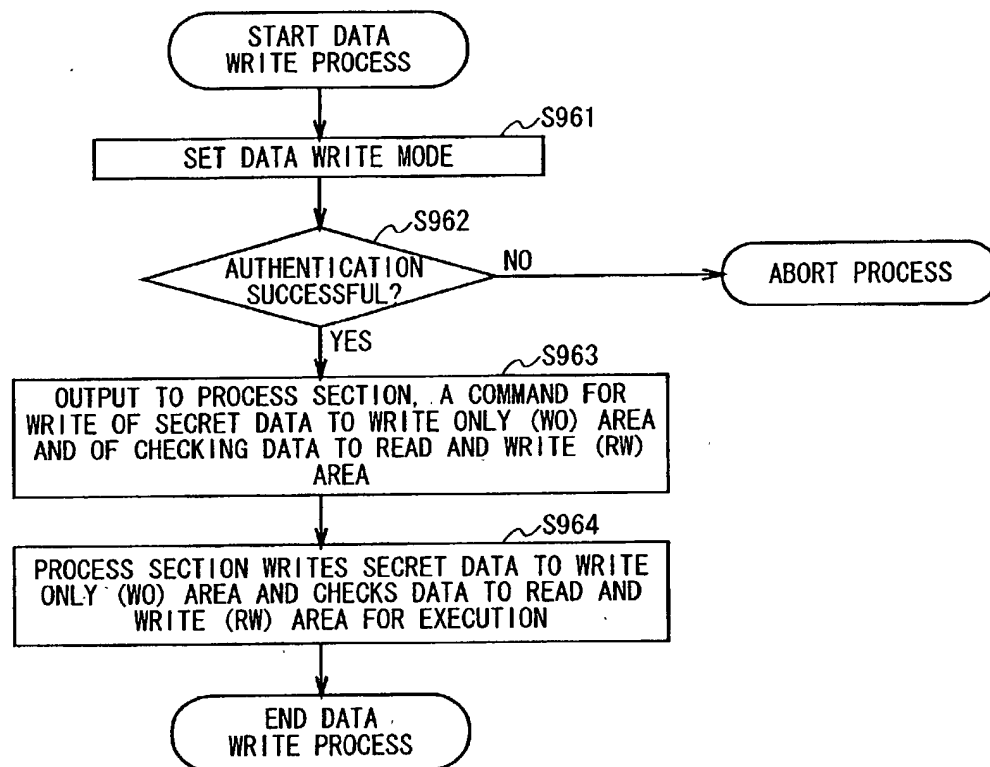 START DATA
WRITE PROCESS
S961
SET DATA WRITE MODE
S962
AUTHENTICATION
SUCCESSFUL?
NO
ABORT PROCESS
YES
S963
OUTPUT TO PROCESS SECTION, A COMMAND FOR
WRITE OF SECRET DATA TO WRITE ONLY (WO) AREA
AND OF CHECKING DATA TO READ AND WRITE (RW)
AREA
S964
PROCESS SECTION WRITES SECRET DATA TO WRITE
ONLY (WO) AREA AND CHECKS DATA TO READ AND
WRITE (RW) AREA FOR EXECUTION
END DATA
WRITE PROCESS